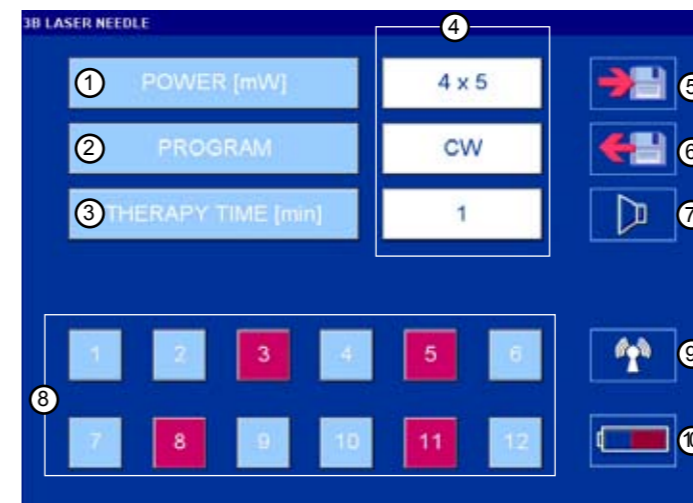 3B LASER NEEDLE
4
1 POWER [mW] 4 x 5 5
2 PROGRAM CW 6
3 THERAPY TIME [min] 1 7
1 2 3 4 5 6 9
8
7 8 9 10 11 12 10